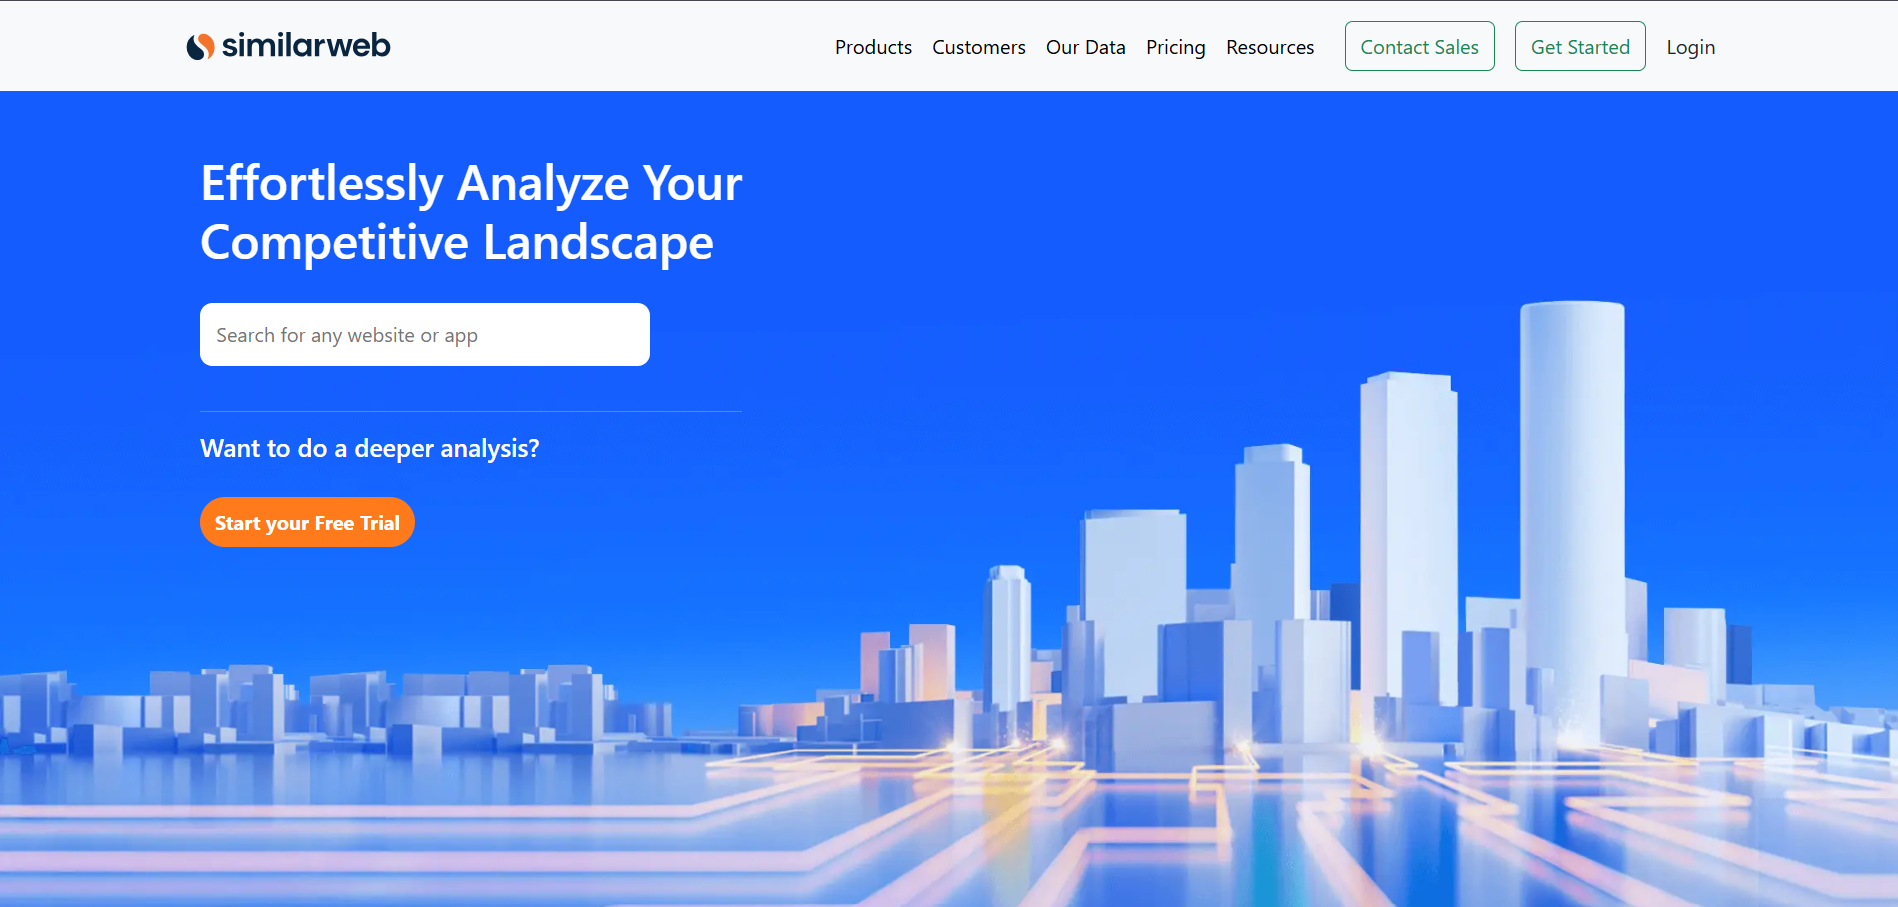 similarweb
Products Customers Our Data Pricing Resources Contact Sales Get Started Login
Effortlessly Analyze Your
Competitive Landscape
Search for any website or app
Want to do a deeper analysis?
Start your Free Trial